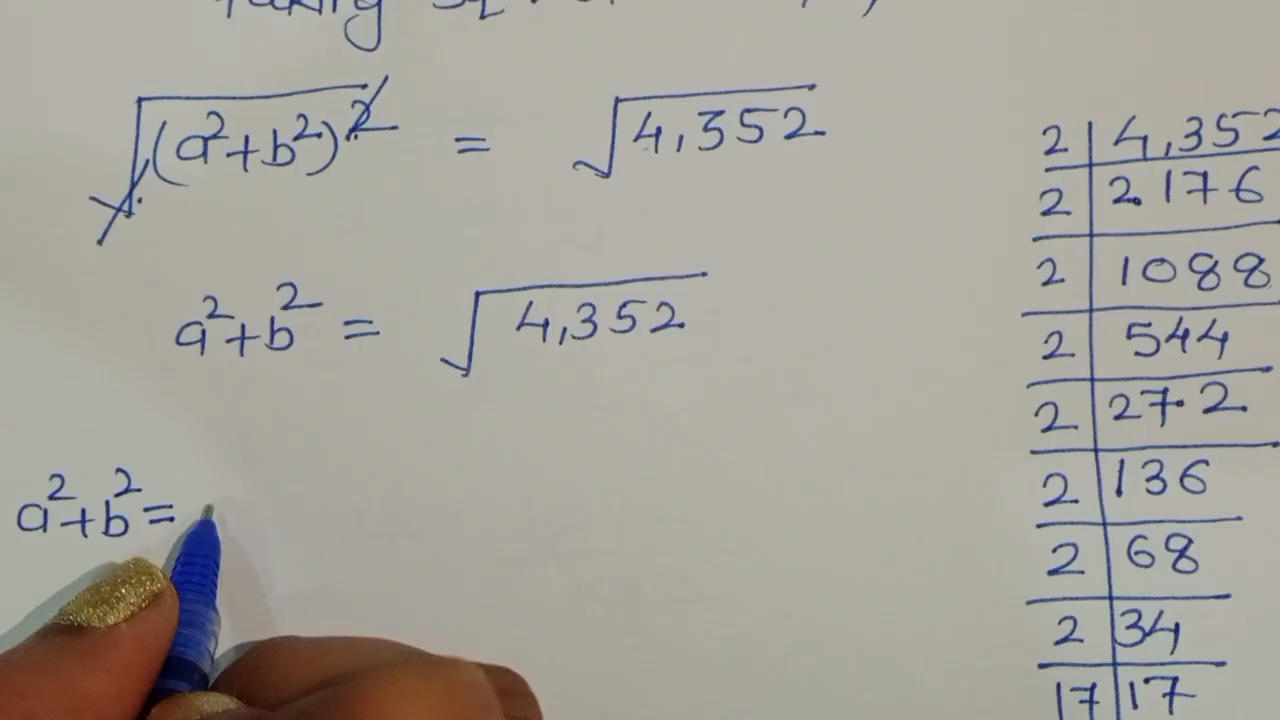 √(a²+b²)² = √4,352
a²+b² = √4,352
a²+b² =
2 | 4,352
2 | 2176
2 | 1088
2 | 544
2 | 272
2 | 136
2 | 68
2 | 34
17 | 17